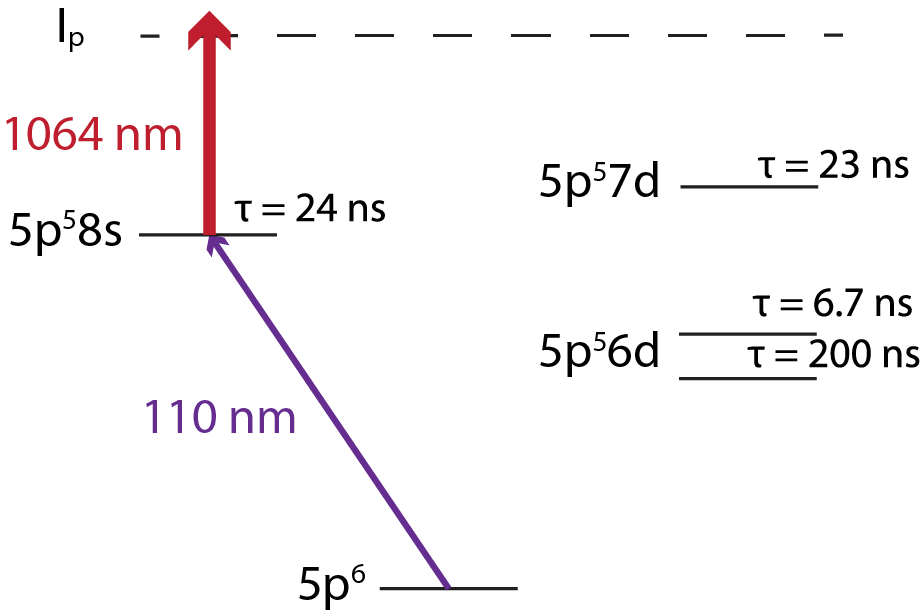 Iₚ
1064 nm
5p⁵8s
τ = 24 ns
5p⁵7d
τ = 23 ns
τ = 6.7 ns
5p⁵6d
τ = 200 ns
110 nm
5p⁶